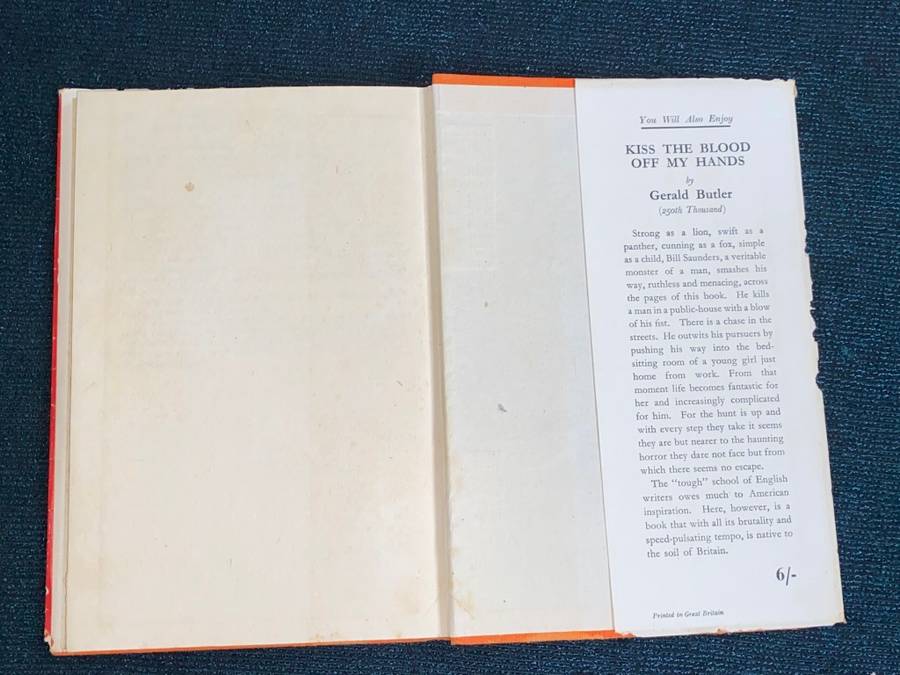 You Will Also Enjoy
KISS THE BLOOD
OFF MY HANDS
by
Gerald Butler
(290th Thousand)
Strong as a lion, swift as a
panther, cunning as a fox, simple
as a child, Bill Saunders, a veritable
monster of a man, smashes his
way, ruthless and menacing, across
the pages of this book. He kills
a man in a public-house with a blow
of his fist. There is a chase in the
streets. He outwits his pursuers by
pushing his way into the bed-
sitting room of a young girl just
home from work. From that
moment life becomes fantastic for
her and increasingly complicated
for him. For the hunt is up and
with every step they take it seems
they are but nearer to the haunting
horror they dare not face but from
which there seems no escape.
The "tough" school of English
writers owes much to American
inspiration. Here, however, is a
book that with all its brutality and
speed-pulsating tempo, is native to
the soil of Britain.
6/-
Printed in Great Britain